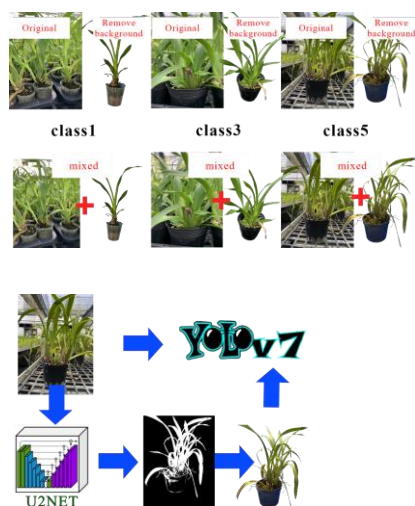 Original
Remove
background
Original
Remove
background
Original
Remove
background
class1
class3
class5
mixed
mixed
mixed
+
+
+
YOLOv7
U2NET